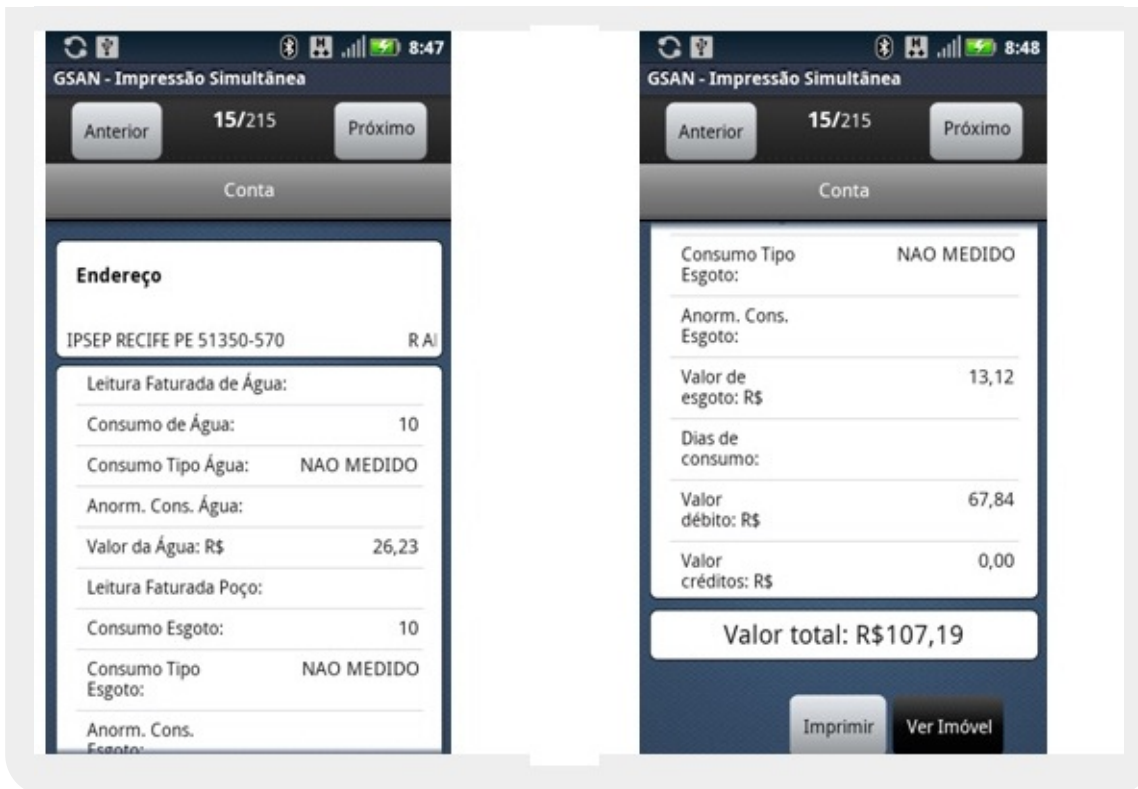 8:47
GSAN - Impressão Simultânea
Anterior
15/215
Próximo
Conta
Endereço
IPSEP RECIFE PE 51350-570 R
Leitura Faturada de Água:
Consumo de Água: 10
Consumo Tipo Água: NAO MEDIDO
Anorm. Cons. Água:
Valor da Água: R$ 26,23
Leitura Faturada Poço:
Consumo Esgoto: 10
Consumo Tipo NAO MEDIDO
Esgoto:
Anorm. Cons.
Esgoto:
8:48
GSAN - Impressão Simultânea
Anterior
15/215
Próximo
Conta
Consumo Tipo NAO MEDIDO
Esgoto:
Anorm. Cons.
Esgoto:
Valor de 13,12
esgoto: R$
Dias de
consumo:
Valor 67,84
débito: R$
Valor 0,00
créditos: R$
Valor total: R$107,19
Imprimir
Ver Imóvel